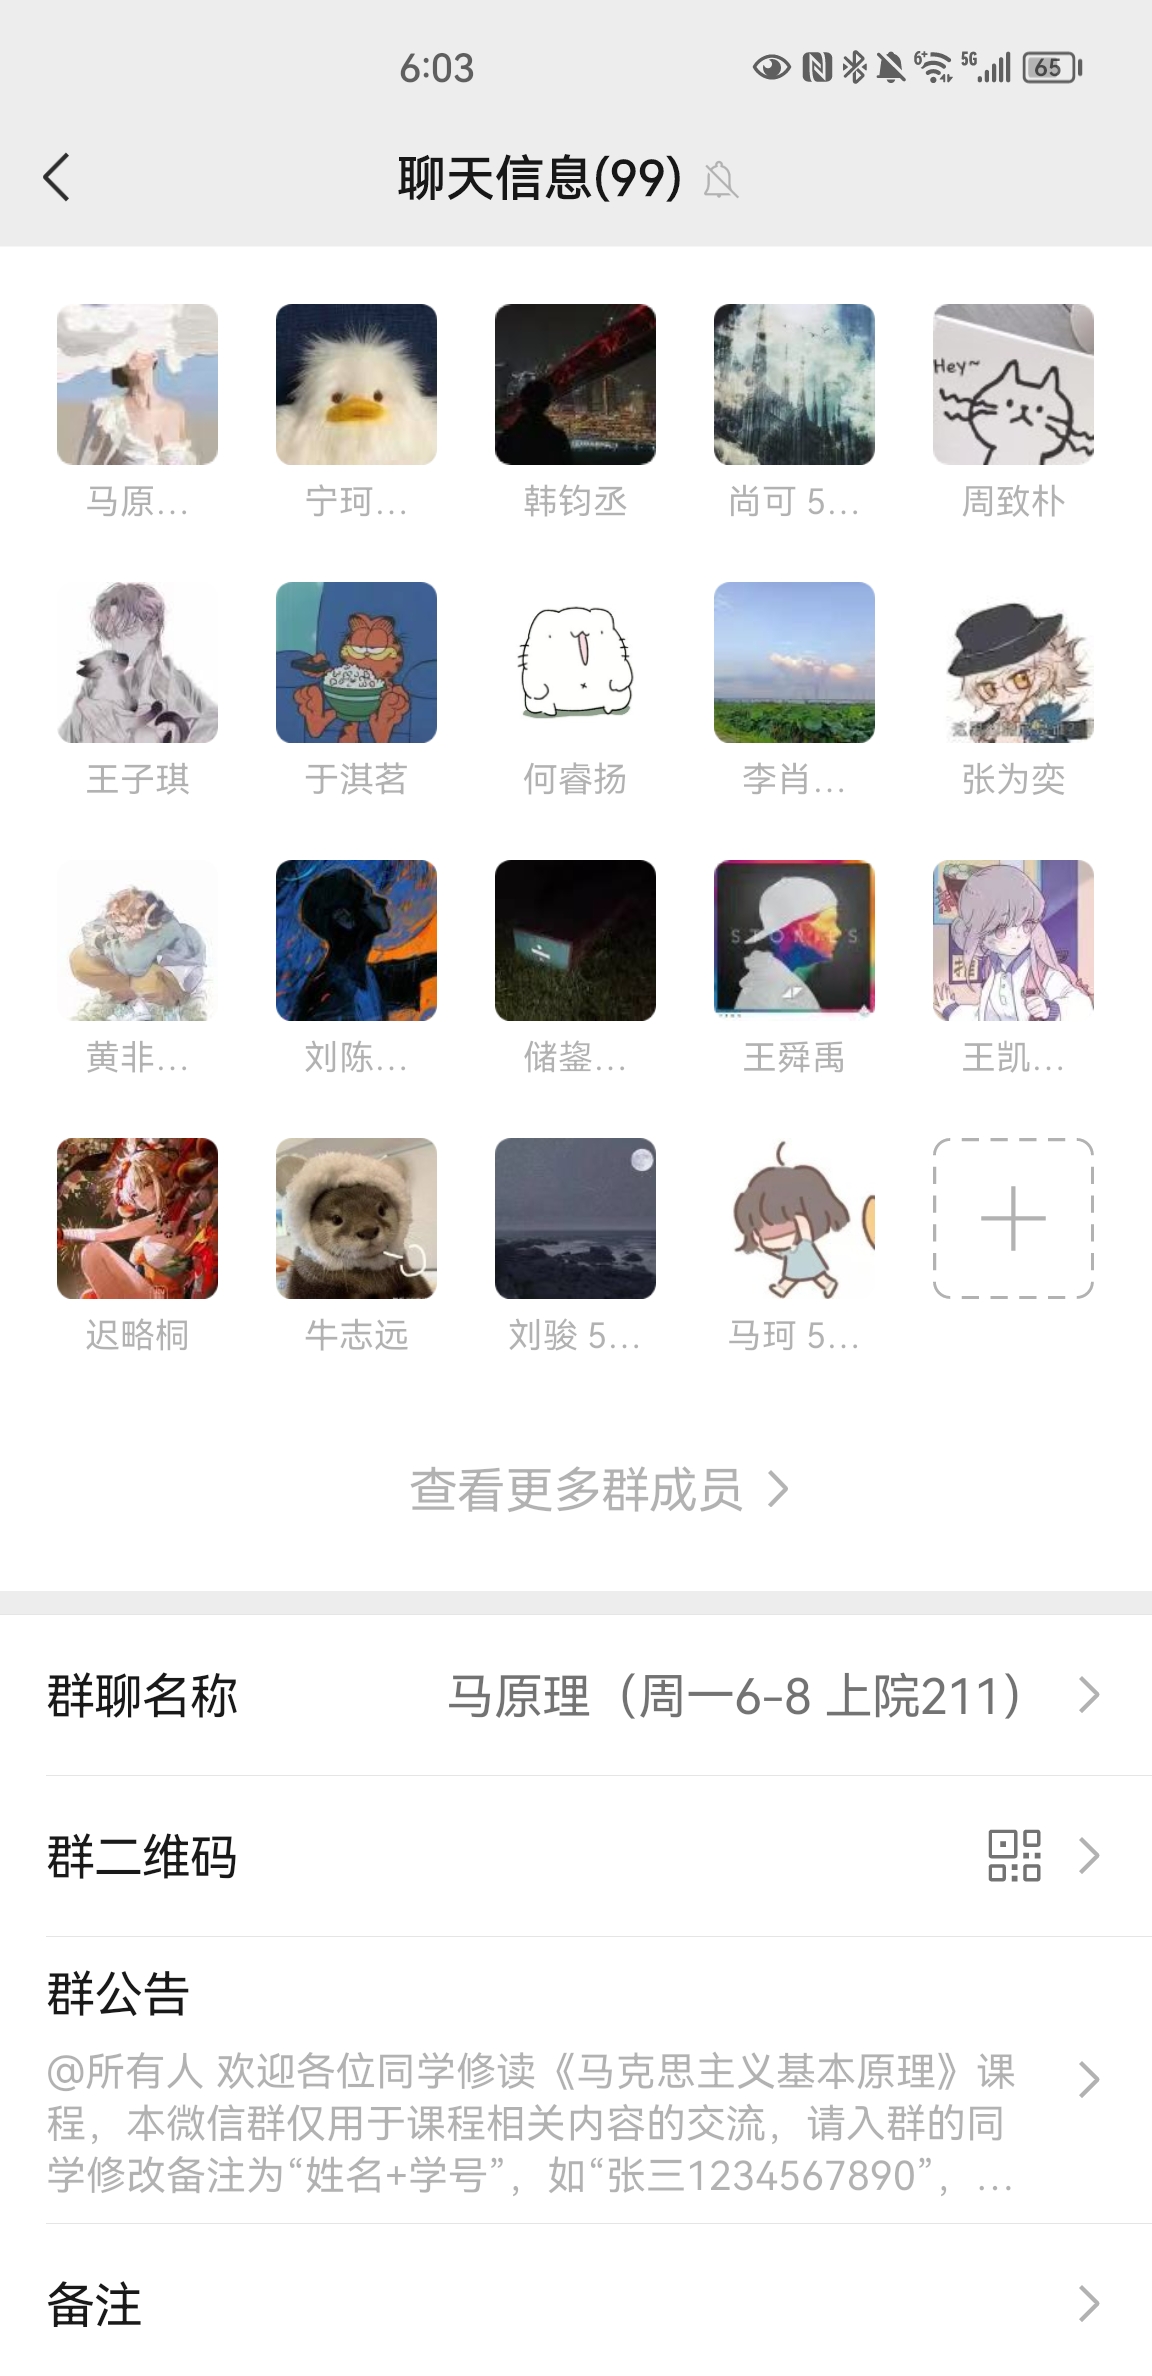 6:03
6+
5G
65
聊天信息(99)
Hey~
马原...
宁珂...
韩钧丞
尚可 5...
周致朴
王子琪
于淇茗
何睿扬
李肖...
张为奕
STORIES
黄非...
刘陈...
储鋆...
王舜禹
王凯...
迟略桐
牛志远
刘骏 5...
马珂 5...
查看更多群成员
群聊名称
马原理（周一6-8 上院211）
群二维码
群公告
@所有人 欢迎各位同学修读《马克思主义基本原理》课
程，本微信群仅用于课程相关内容的交流，请入群的同
学修改备注为“姓名+学号”，如“张三1234567890”，...
备注